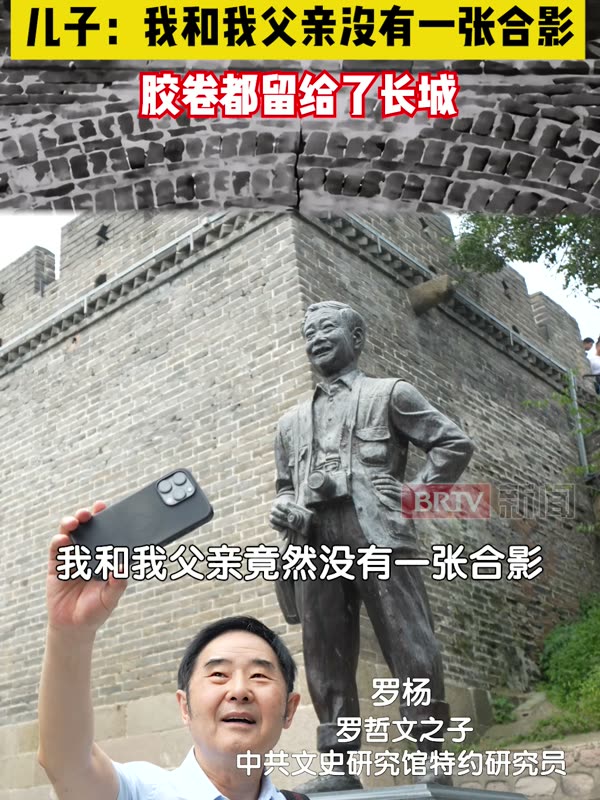 儿子：我和我父亲没有一张合影
胶卷都留给了长城
BRTV新闻
我和我父亲竟然没有一张合影
罗杨
罗哲文之子
中共文史研究馆特约研究员